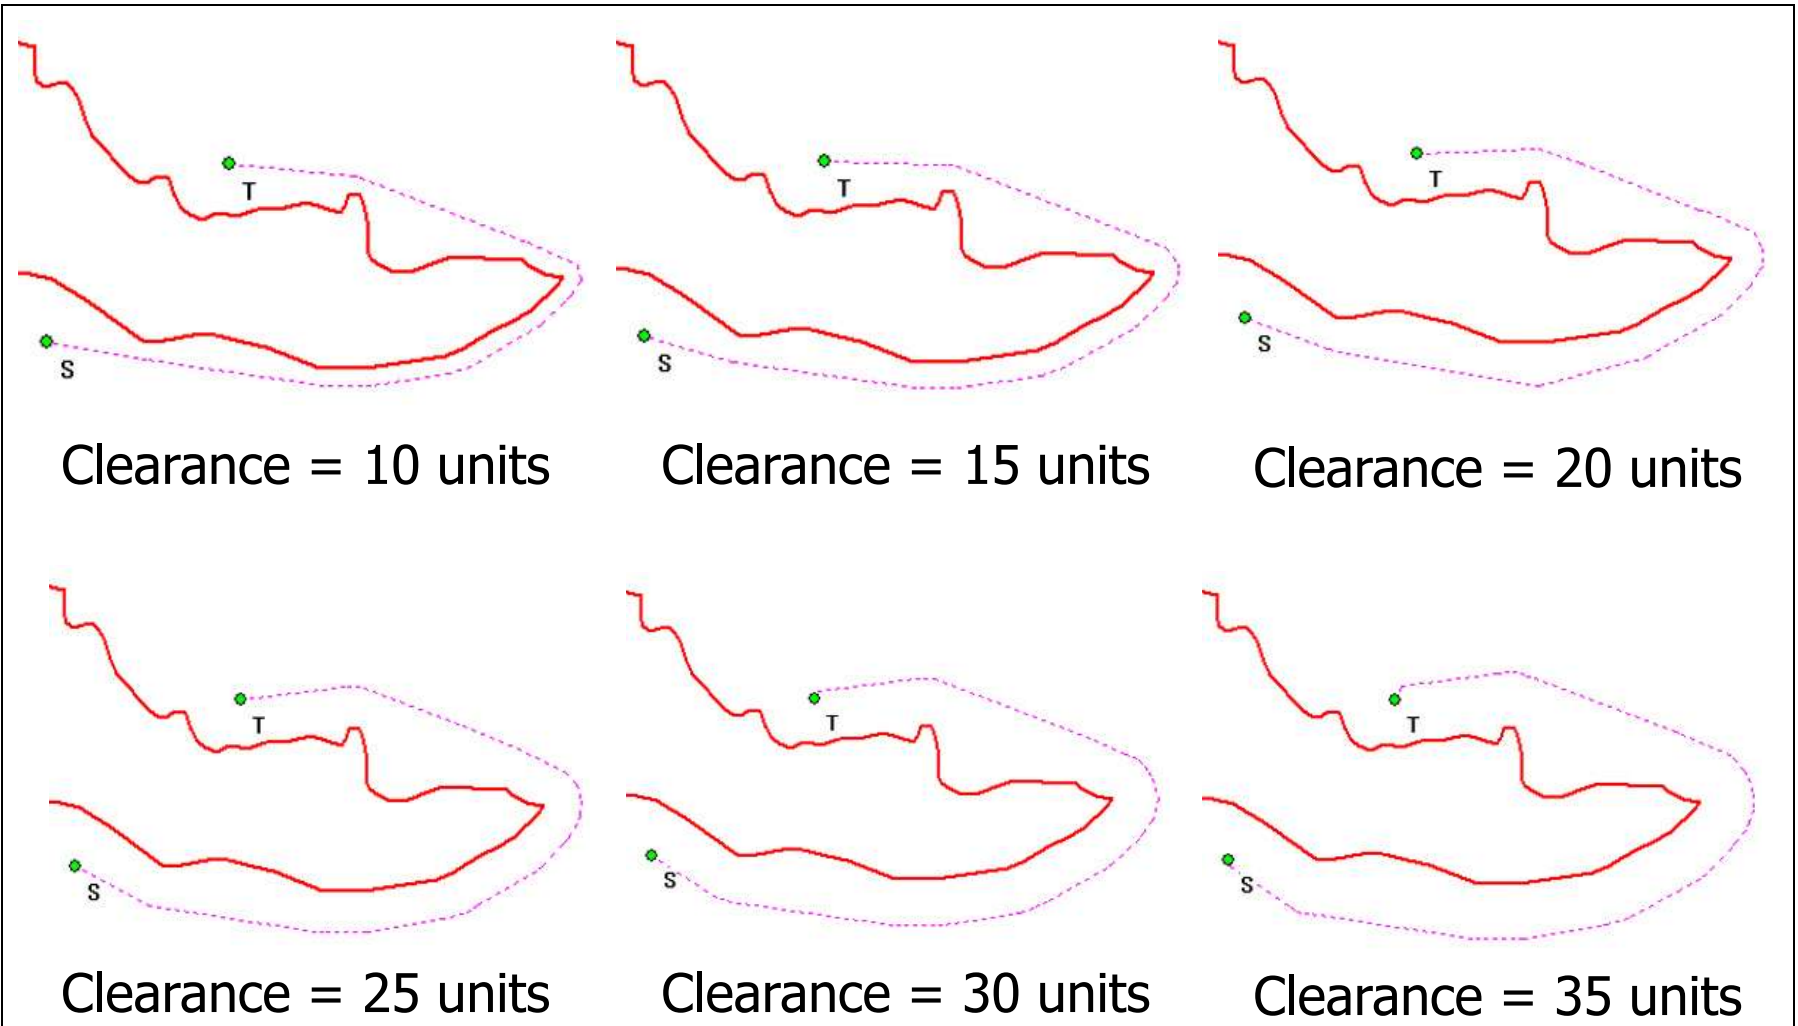 T
T
T
S
S
S
Clearance = 10 units
Clearance = 15 units
Clearance = 20 units
T
T
T
S
S
S
Clearance = 25 units
Clearance = 30 units
Clearance = 35 units